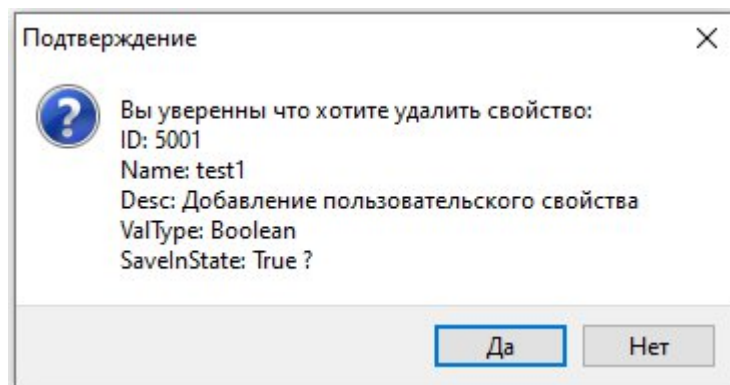 Подтверждение
Вы уверенны что хотите удалить свойство:
ID: 5001
Name: test1
Desc: Добавление пользовательского свойства
ValType: Boolean
SaveInState: True ?
Да
Нет